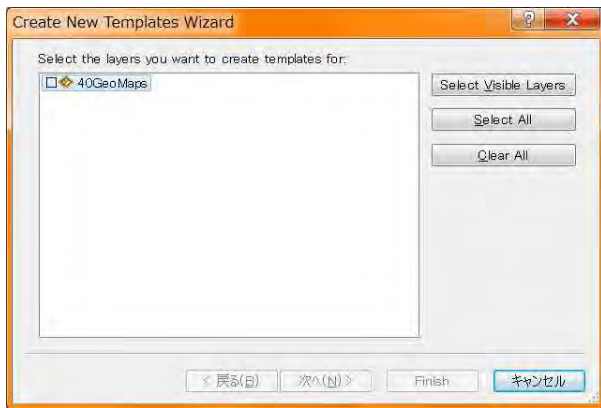 Create New Templates Wizard
Select the layers you want to create templates for:
40GeoMaps
Select Visible Layers
Select All
Clear All
< 戻る(B)
次へ(N) >
Finish
キャンセル